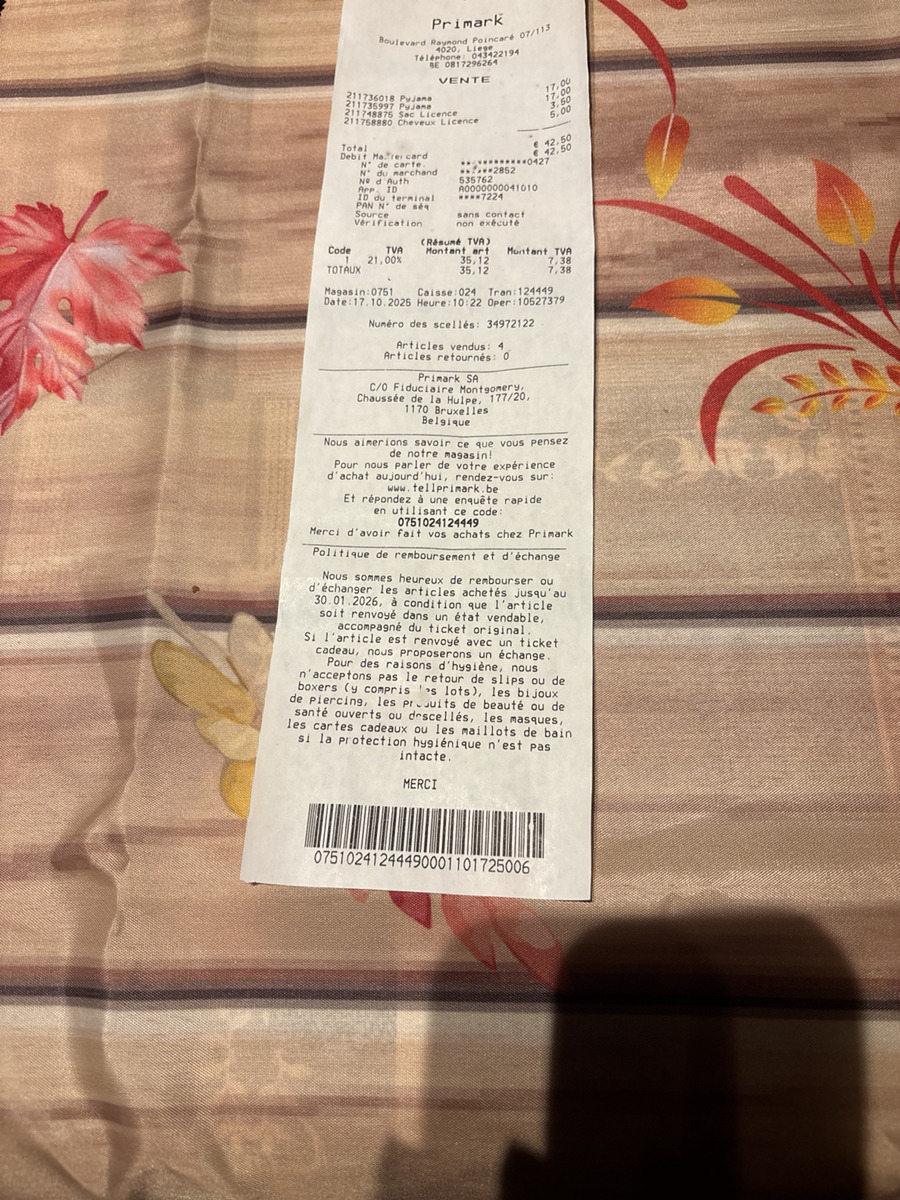 Primark
Boulevard Raymond Poincaré 07/113
4020, Liege
Téléphone: 043422194
BE 0817296264
VENTE
211736018 Pyjama 17,00
211735997 Pyjama 17,00
211748875 Sac Licence 3,50
211758880 Cheveux Licence 5,00
Total € 42,50
Debit Mastercard € 42,50
N° de carte. ************0427
N° du marchand ******2852
Nº d'Auth 535762
App. ID A0000000041010
ID du terminal ****7224
PAN N° de séq
Source sans contact
Vérification non exécuté
(Résumé TVA)
Code TVA Montant art Montant TVA
1 21,00% 35,12 7,38
TOTAUX 35,12 7,38
Magasin:0751 Caisse:024 Tran:124449
Date:17.10.2025 Heure:10:22 Oper:10527379
Numéro des scellés: 34972122
Articles vendus: 4
Articles retournés: 0
Primark SA
C/O Fiduciaire Montgomery,
Chaussée de la Hulpe, 177/20,
1170 Bruxelles
Belgique
Nous aimerions savoir ce que vous pensez
de notre magasin!
Pour nous parler de votre expérience
d'achat aujourd'hui, rendez-vous sur:
www.tellprimark.be
Et répondez à une enquête rapide
en utilisant ce code:
0751024124449
Merci d'avoir fait vos achats chez Primark
Politique de remboursement et d'échange
Nous sommes heureux de rembourser ou
d'échanger les articles achetés jusqu'au
30.01.2026, à condition que l'article
soit renvoyé dans un état vendable,
accompagné du ticket original.
Si l'article est renvoyé avec un ticket
cadeau, nous proposerons un échange.
Pour des raisons d'hygiène, nous
n'acceptons pas le retour de slips ou de
boxers (y compris les lots), les bijoux
de piercing, les produits de beauté ou de
santé ouverts ou descellés, les masques,
les cartes cadeaux ou les maillots de bain
si la protection hygiénique n'est pas
intacte.
MERCI
07510241244490001101725006